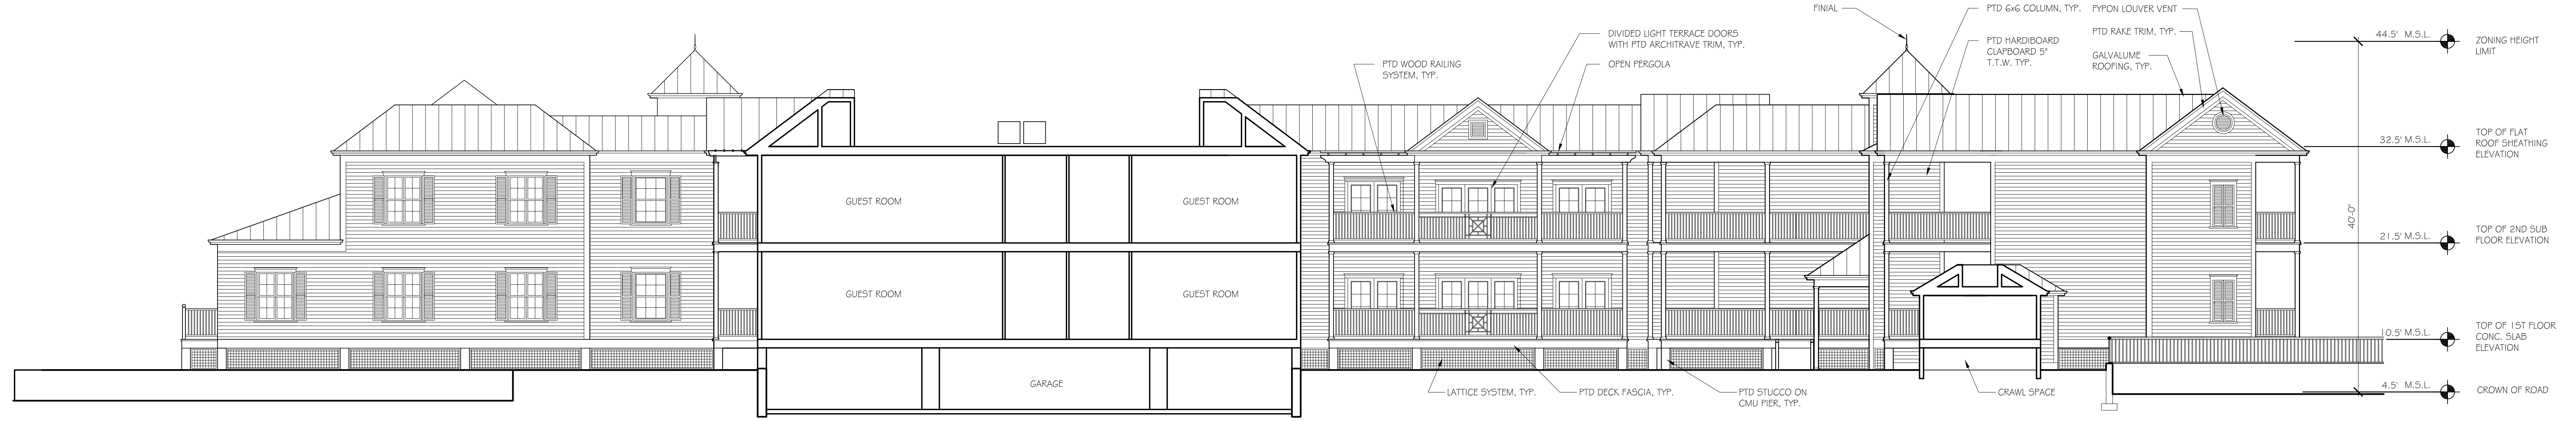 FINIAL
PTD 6x6 COLUMN, TYP.
FYPON LOUVER VENT
PTD RAKE TRIM, TYP.
GALVALUME
ROOFING, TYP.
PTD HARDIBOARD
CLAPBOARD 5"
T.T.W. TYP.
DIVIDED LIGHT TERRACE DOORS
WITH PTD ARCHITRAVE TRIM, TYP.
OPEN PERGOLA
PTD WOOD RAILING
SYSTEM, TYP.
44.5' M.S.L.
ZONING HEIGHT
LIMIT
32.5' M.S.L.
TOP OF FLAT
ROOF SHEATHING
ELEVATION
GUEST ROOM
GUEST ROOM
40'-0"
21.5' M.S.L.
TOP OF 2ND SUB
FLOOR ELEVATION
GUEST ROOM
GUEST ROOM
10.5' M.S.L.
TOP OF 1ST FLOOR
CONC. SLAB
ELEVATION
GARAGE
LATTICE SYSTEM, TYP.
PTD DECK FASCIA, TYP.
PTD STUCCO ON
CMU PIER, TYP.
CRAWL SPACE
4.5' M.S.L.
CROWN OF ROAD